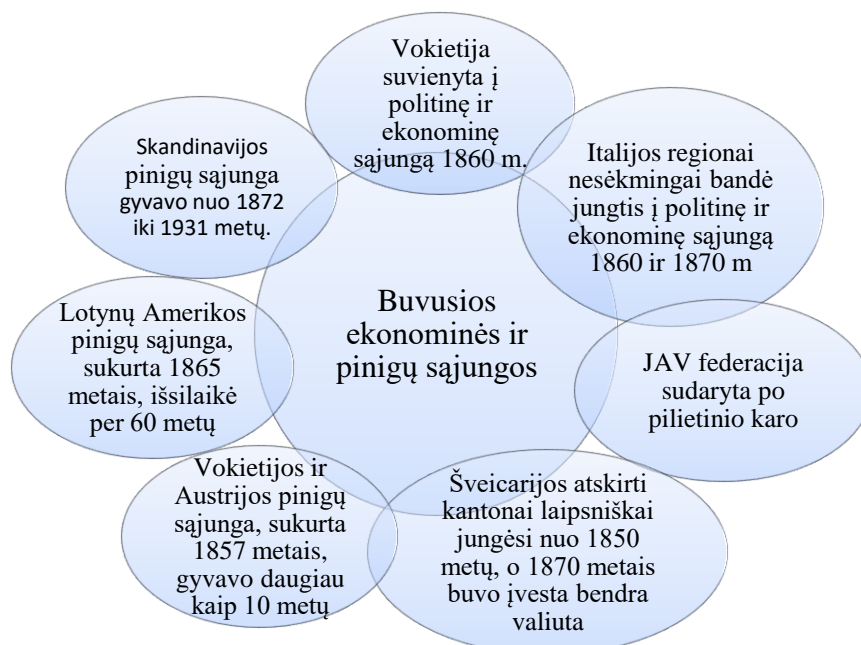 Vokietija
suvienyta į
politinę ir
ekonominę
sąjungą 1860 m.
Italijos regionai
nesėkmingai bandė
jungtis į politinę ir
ekonominę sąjungą
1860 ir 1870 m
JAV federacija
sudaryta po
pilietinio karo
Šveicarijos atskirti
kantonai laipsniškai
jungėsi nuo 1850
metų, o 1870 metais
buvo įvesta bendra
valiuta
Vokietijos ir
Austrijos pinigų
sąjunga, sukurta
1857 metais,
gyvavo daugiau
kaip 10 metų
Lotynų Amerikos
pinigų sąjunga,
sukurta 1865
metais, išsilaikė
per 60 metų
Skandinavijos
pinigų sąjunga
gyvavo nuo 1872
iki 1931 metų.
Buvusios
ekonominės ir
pinigų sąjungos